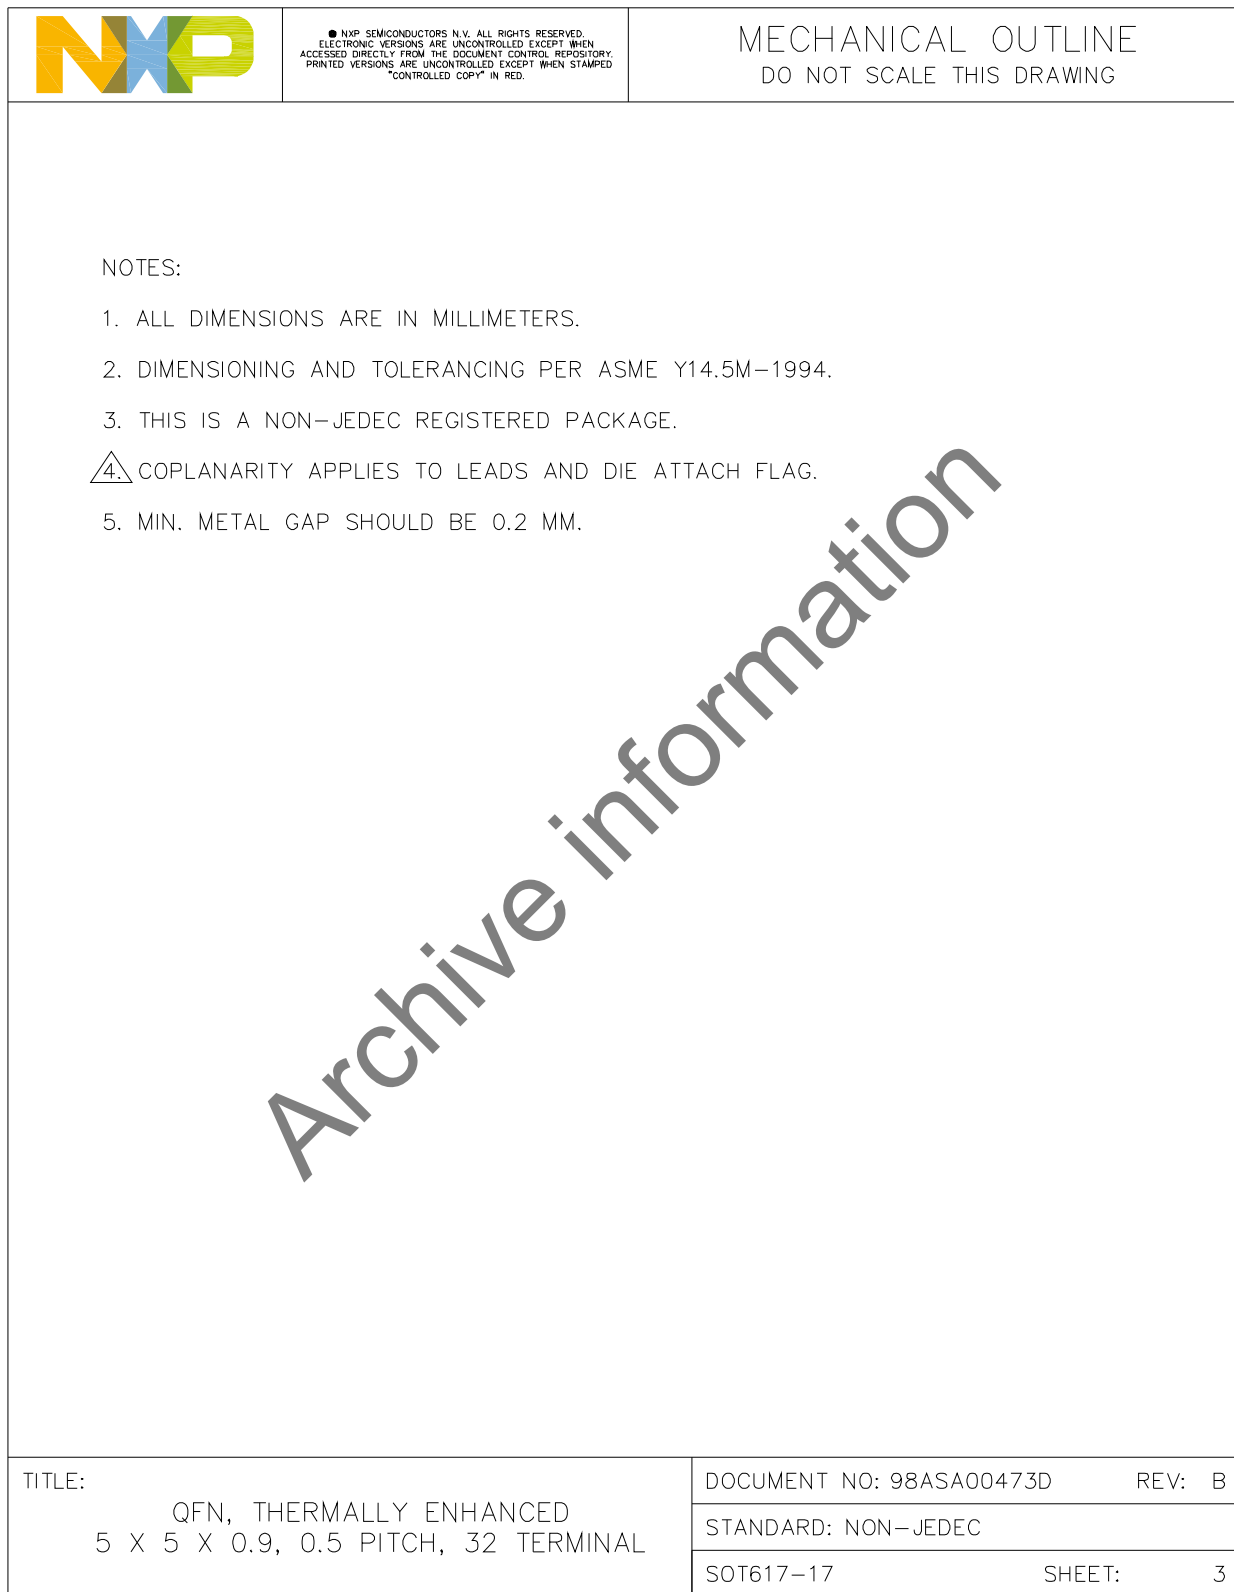 NXP
● NXP SEMICONDUCTORS N.V. ALL RIGHTS RESERVED.
ELECTRONIC VERSIONS ARE UNCONTROLLED EXCEPT WHEN
ACCESSED DIRECTLY FROM THE DOCUMENT CONTROL REPOSITORY.
PRINTED VERSIONS ARE UNCONTROLLED EXCEPT WHEN STAMPED
"CONTROLLED COPY" IN RED.
MECHANICAL OUTLINE
DO NOT SCALE THIS DRAWING
NOTES:
1. ALL DIMENSIONS ARE IN MILLIMETERS.
2. DIMENSIONING AND TOLERANCING PER ASME Y14.5M-1994.
3. THIS IS A NON-JEDEC REGISTERED PACKAGE.
4. COPLANARITY APPLIES TO LEADS AND DIE ATTACH FLAG.
5. MIN. METAL GAP SHOULD BE 0.2 MM.
Archive information
TITLE:
QFN, THERMALLY ENHANCED
5 X 5 X 0.9, 0.5 PITCH, 32 TERMINAL
DOCUMENT NO: 98ASA00473D REV: B
STANDARD: NON-JEDEC
SOT617-17 SHEET: 3